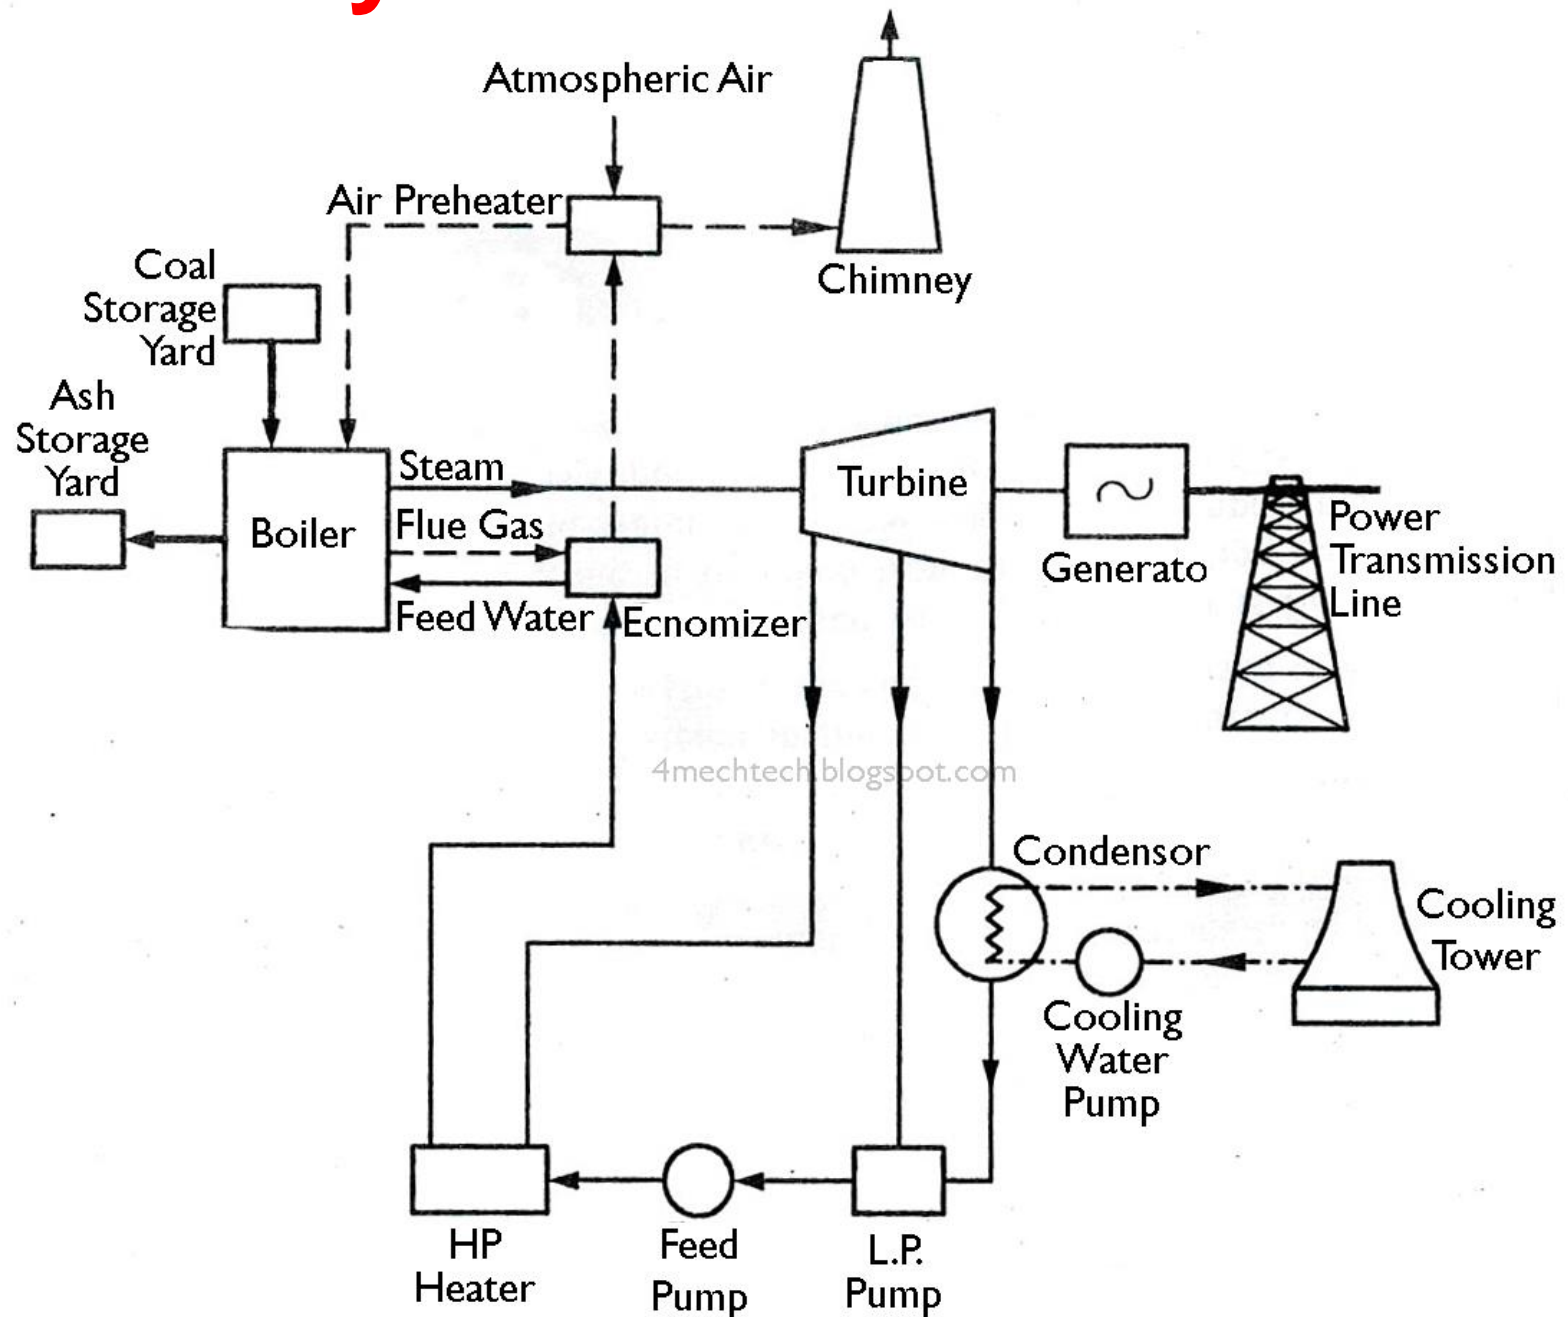 Atmospheric Air
Air Preheater
Chimney
Coal
Storage
Yard
Ash
Storage
Yard
Steam
Boiler
Flue Gas
Feed Water
Ecnomizer
Turbine
Generato
Power
Transmission
Line
4mechtech.blogspot.com
Condensor
Cooling
Tower
Cooling
Water
Pump
HP
Heater
Feed
Pump
L.P.
Pump